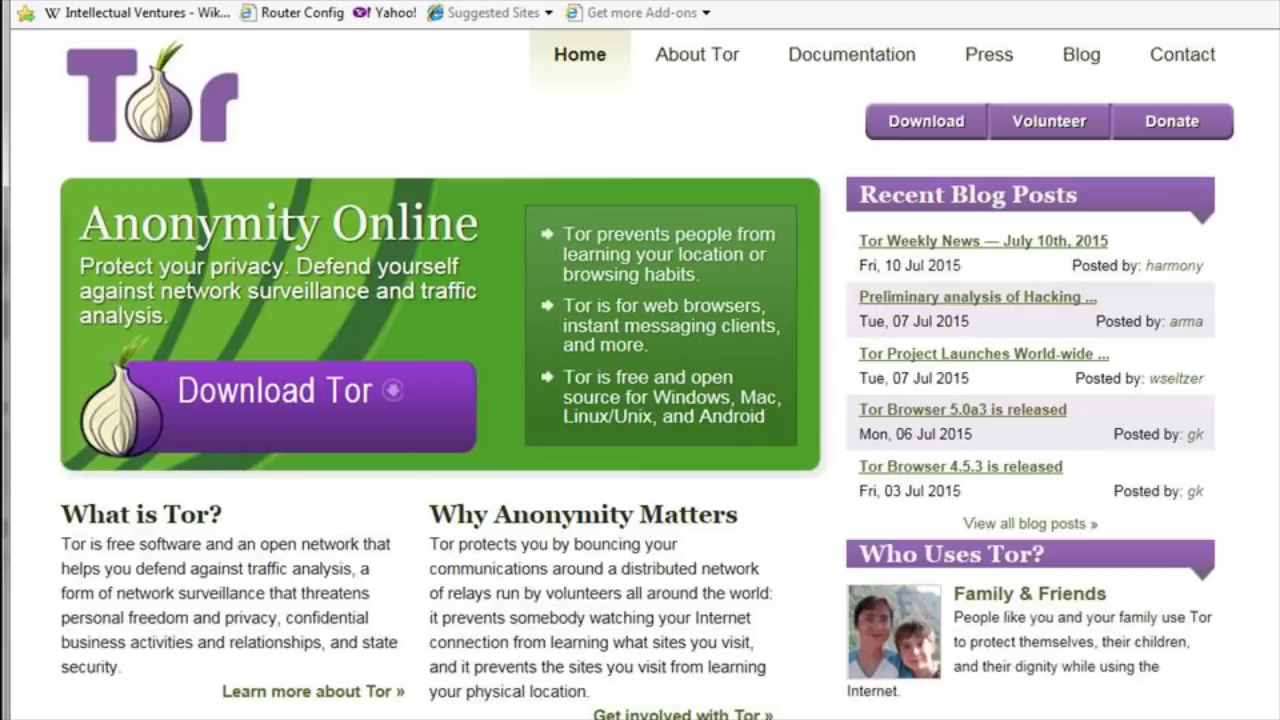 Intellectual Ventures - Wik... Router Config Yahoo! Suggested Sites Get more Add-ons
Tor
Home About Tor Documentation Press Blog Contact
Download Volunteer Donate
Anonymity Online
Protect your privacy. Defend yourself
against network surveillance and traffic
analysis.
Download Tor
Tor prevents people from
learning your location or
browsing habits.
Tor is for web browsers,
instant messaging clients,
and more.
Tor is free and open
source for Windows, Mac,
Linux/Unix, and Android
What is Tor?
Tor is free software and an open network that
helps you defend against traffic analysis, a
form of network surveillance that threatens
personal freedom and privacy, confidential
business activities and relationships, and state
security.
Learn more about Tor »
Why Anonymity Matters
Tor protects you by bouncing your
communications around a distributed network
of relays run by volunteers all around the world:
it prevents somebody watching your Internet
connection from learning what sites you visit,
and it prevents the sites you visit from learning
your physical location.
Get involved with Tor »
Recent Blog Posts
Tor Weekly News — July 10th, 2015
Fri, 10 Jul 2015 Posted by: harmony
Preliminary analysis of Hacking ...
Tue, 07 Jul 2015 Posted by: arma
Tor Project Launches World-wide ...
Tue, 07 Jul 2015 Posted by: wseltzer
Tor Browser 5.0a3 is released
Mon, 06 Jul 2015 Posted by: gk
Tor Browser 4.5.3 is released
Fri, 03 Jul 2015 Posted by: gk
View all blog posts »
Who Uses Tor?
Family & Friends
People like you and your family use Tor
to protect themselves, their children,
and their dignity while using the
Internet.